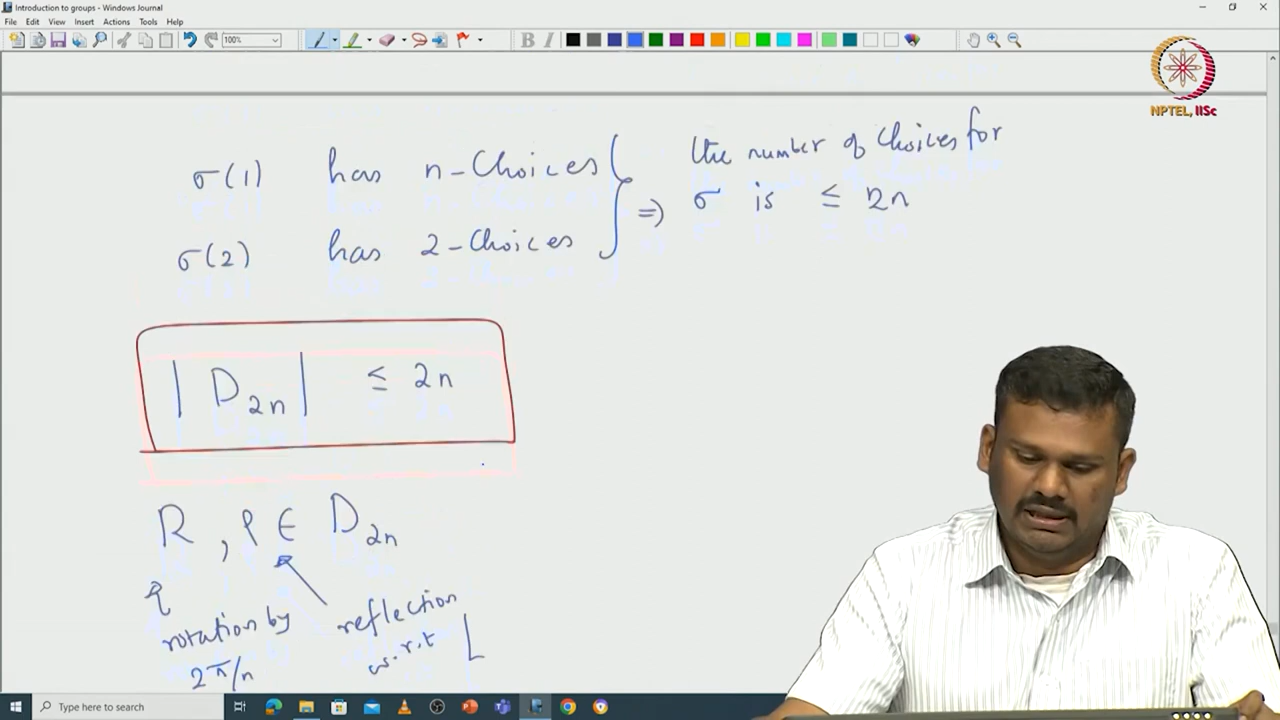 Introduction to groups - Windows Journal
File Edit View Insert Actions Tools Help
100%
NPTEL, IISc
σ(1) has n-Choices } ⇒ the number of choices for
σ is ≤ 2n
σ(2) has 2-Choices
|D₂ₙ| ≤ 2n
R, ρ ∈ D₂ₙ
rotation by
2π/n
reflection
w.r.t L
Type here to search